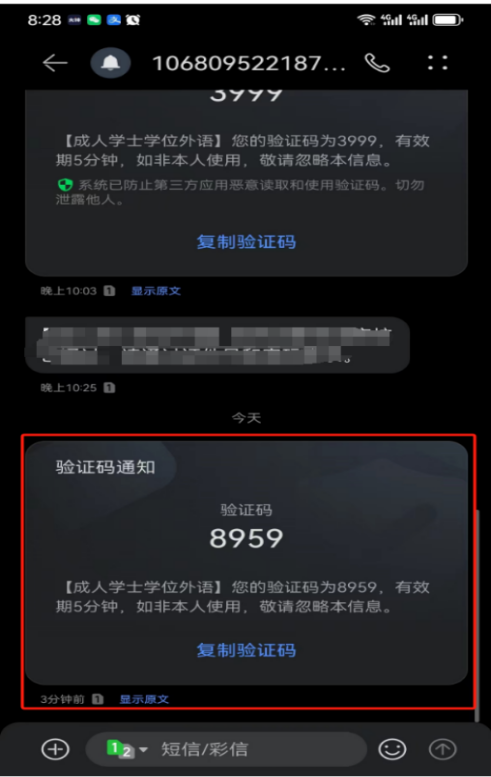 8:28
106809522187...
3999
【成人学士学位外语】您的验证码为3999，有效
期5分钟，如非本人使用，敬请忽略本信息。
系统已防止第三方应用恶意读取和使用验证码。切勿
泄露他人。
复制验证码
晚上10:03 1 显示原文
晚上10:25 1
今天
验证码通知
验证码
8959
【成人学士学位外语】您的验证码为8959，有效
期5分钟，如非本人使用，敬请忽略本信息。
复制验证码
3分钟前 1 显示原文
短信/彩信